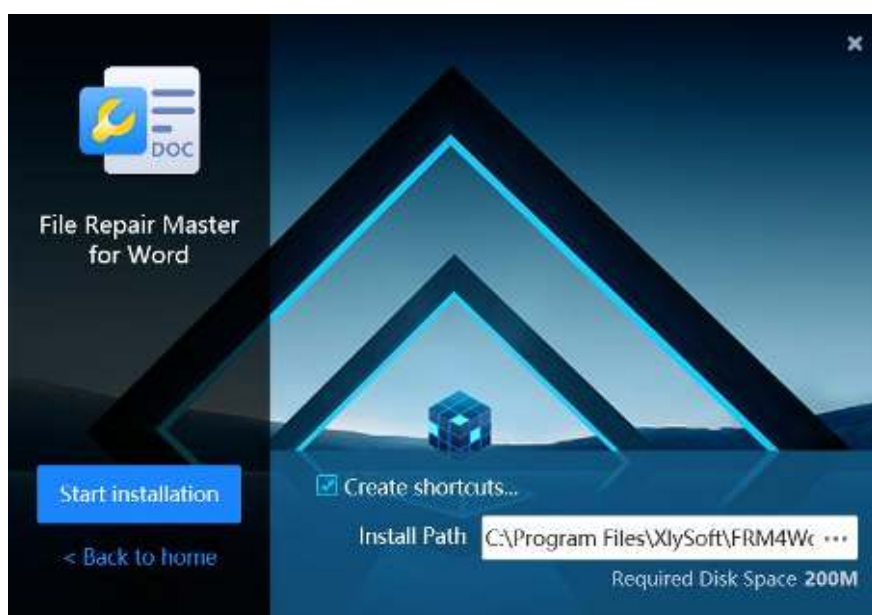 DOC
File Repair Master
for Word
Start installation
< Back to home
Create shortcuts...
Install Path
C:\Program Files\XlySoft\FRM4Wc ...
Required Disk Space 200M